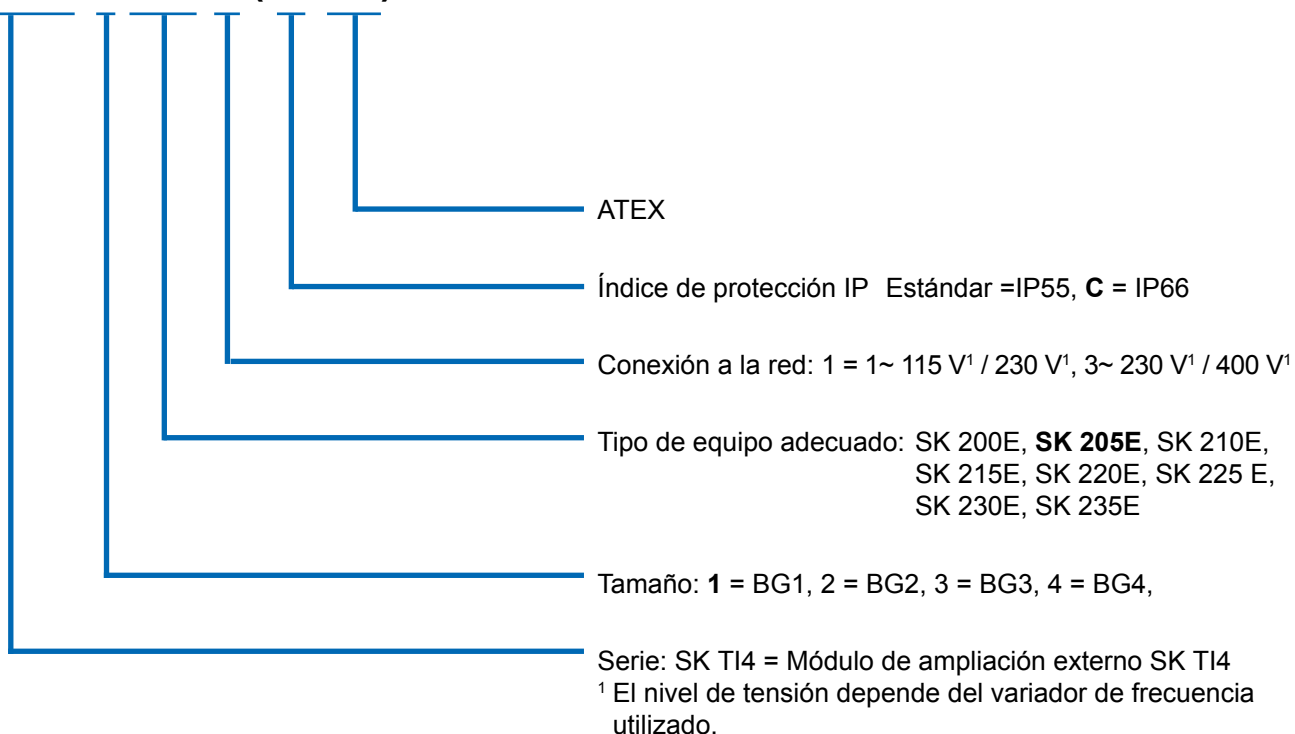 ATEX
Índice de protección IP Estándar =IP55, C = IP66
Conexión a la red: 1 = 1~ 115 V¹ / 230 V¹, 3~ 230 V¹ / 400 V¹
Tipo de equipo adecuado: SK 200E, SK 205E, SK 210E,
SK 215E, SK 220E, SK 225 E,
SK 230E, SK 235E
Tamaño: 1 = BG1, 2 = BG2, 3 = BG3, 4 = BG4,
Serie: SK TI4 = Módulo de ampliación externo SK TI4
¹ El nivel de tensión depende del variador de frecuencia
utilizado.